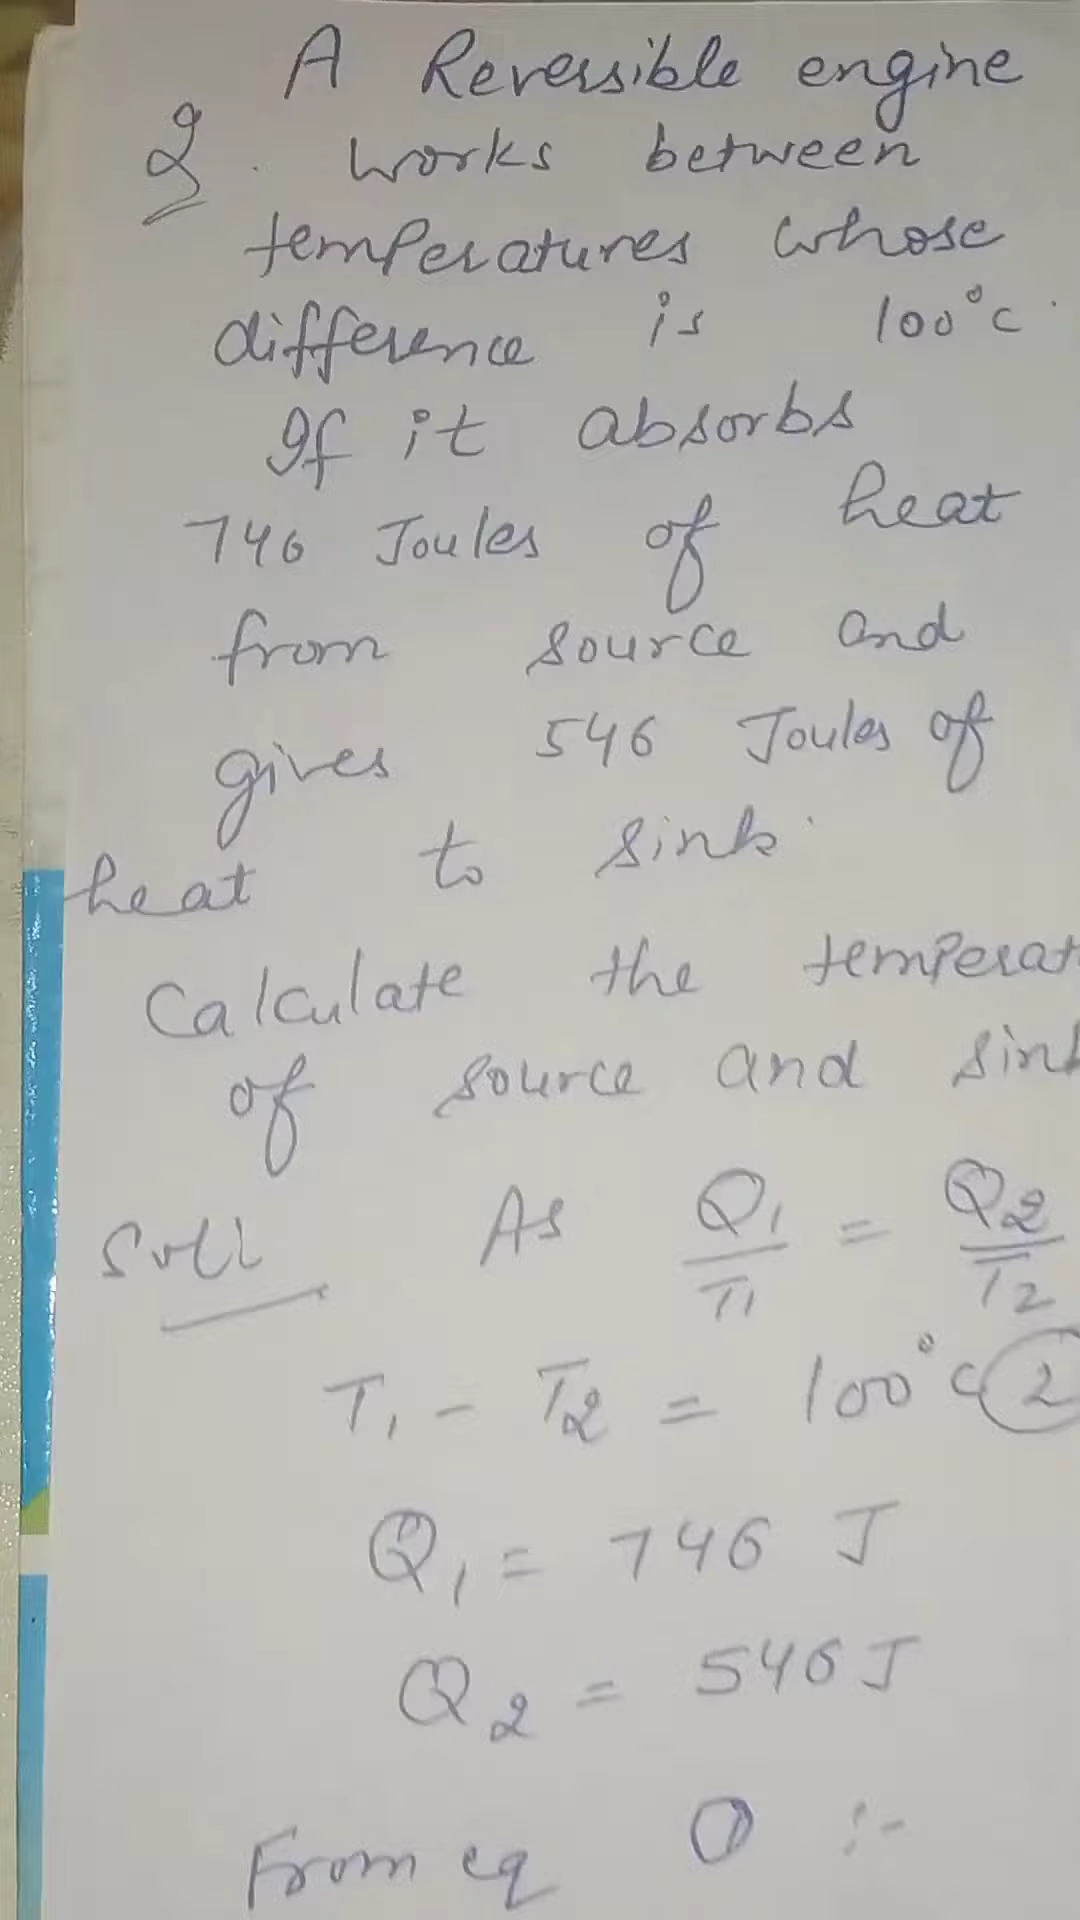 A Reversible engine
Q. works between
temperatures whose
difference is 100°C.
If it absorbs
746 Joules of heat
from source and
gives 546 Joules of
heat to sink.
Calculate the temperat
of source and sink
Soll As Q1/T1 = Q2/T2
T1 - T2 = 100°C (2)
Q1 = 746 J
Q2 = 546 J
From eq (1) :-